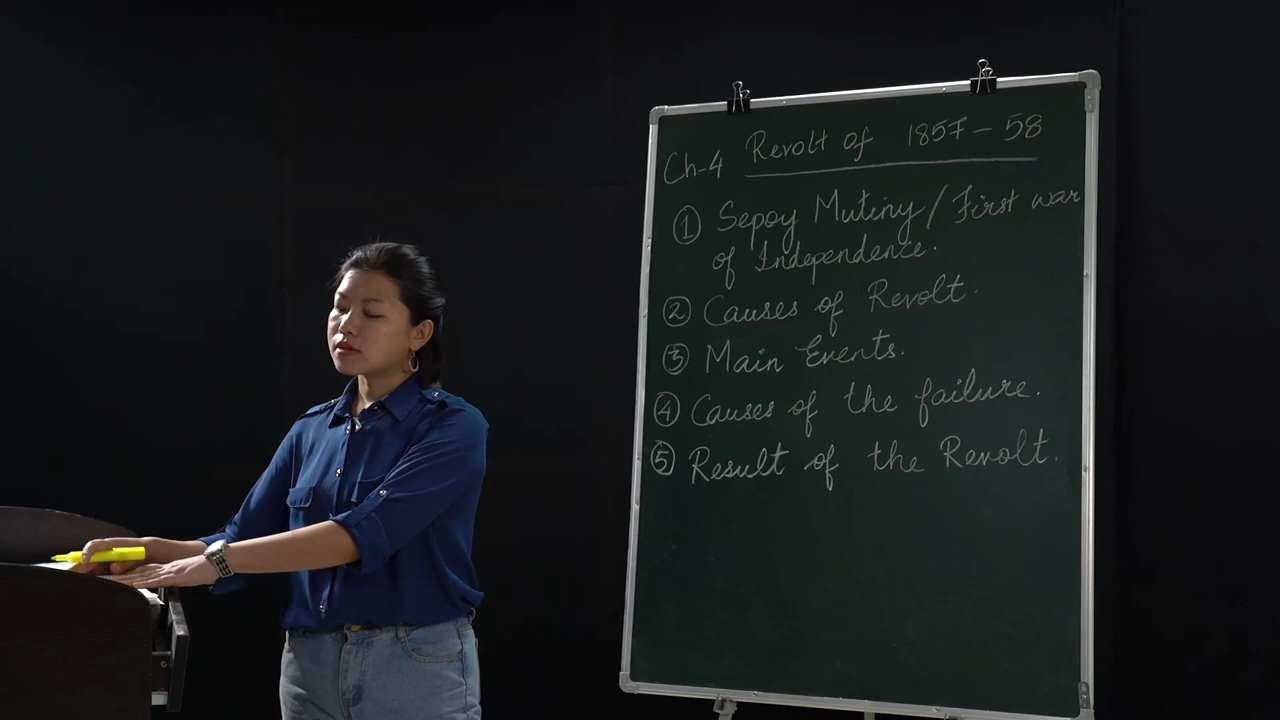 Ch-4 Revolt of 1857-58
① Sepoy Mutiny / First war
of Independence.
② Causes of Revolt.
③ Main Events.
④ Causes of the failure.
⑤ Result of the Revolt.